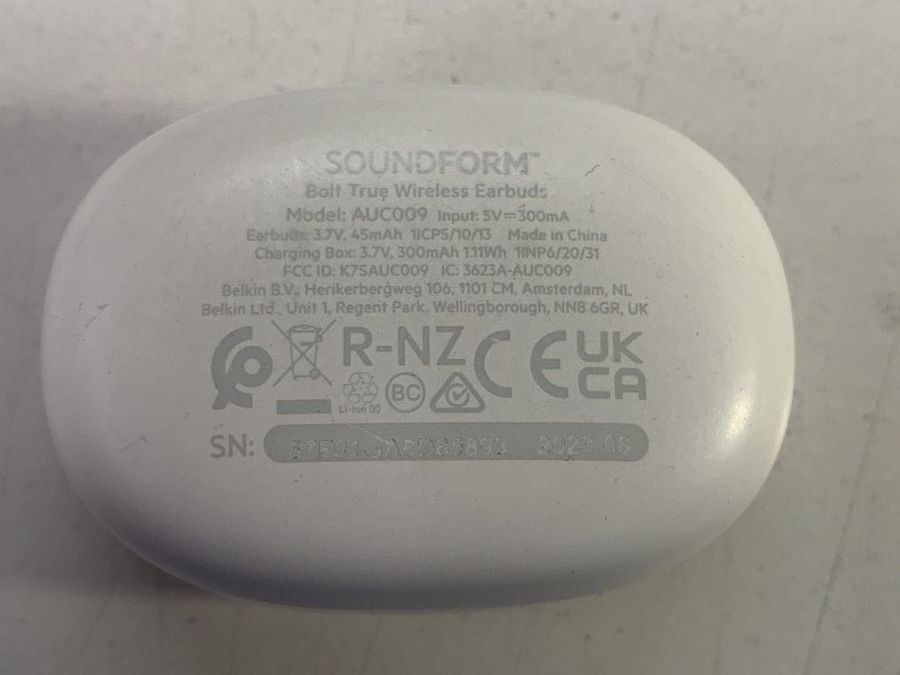 SOUNDFORM™
Bolt True Wireless Earbuds
Model: AUC009 Input: 5V⎓300mA
Earbuds: 3.7V, 45mAh 1ICP5/10/13 Made in China
Charging Box: 3.7V, 300mAh 1.11Wh 1INP6/20/31
FCC ID: K7SAUC009 IC: 3623A-AUC009
Belkin B.V., Herikerbergweg 106, 1101 CM, Amsterdam, NL
Belkin Ltd., Unit 1, Regent Park, Wellingborough, NN8 6GR, UK
R-NZ CE UK
CA
BC
Li-ion 00
SN: